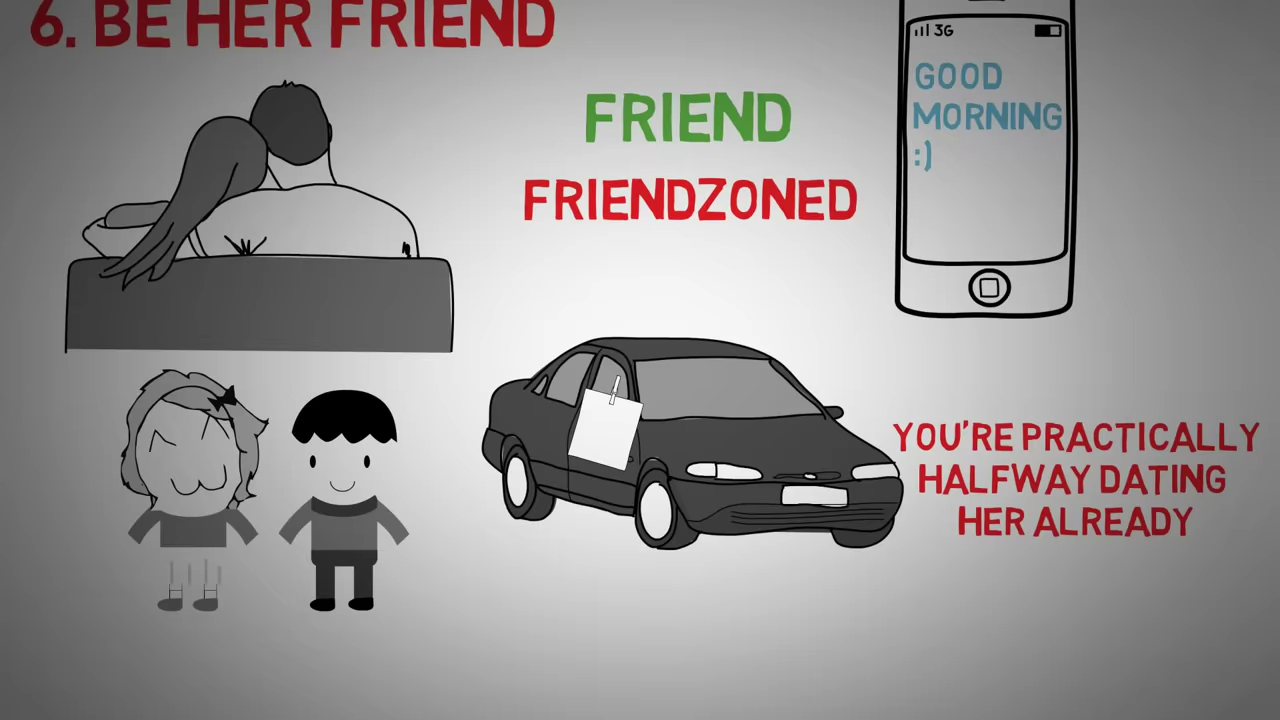 6. BE HER FRIEND
FRIEND
FRIENDZONED
3G
GOOD
MORNING
:)
YOU'RE PRACTICALLY
HALFWAY DATING
HER ALREADY